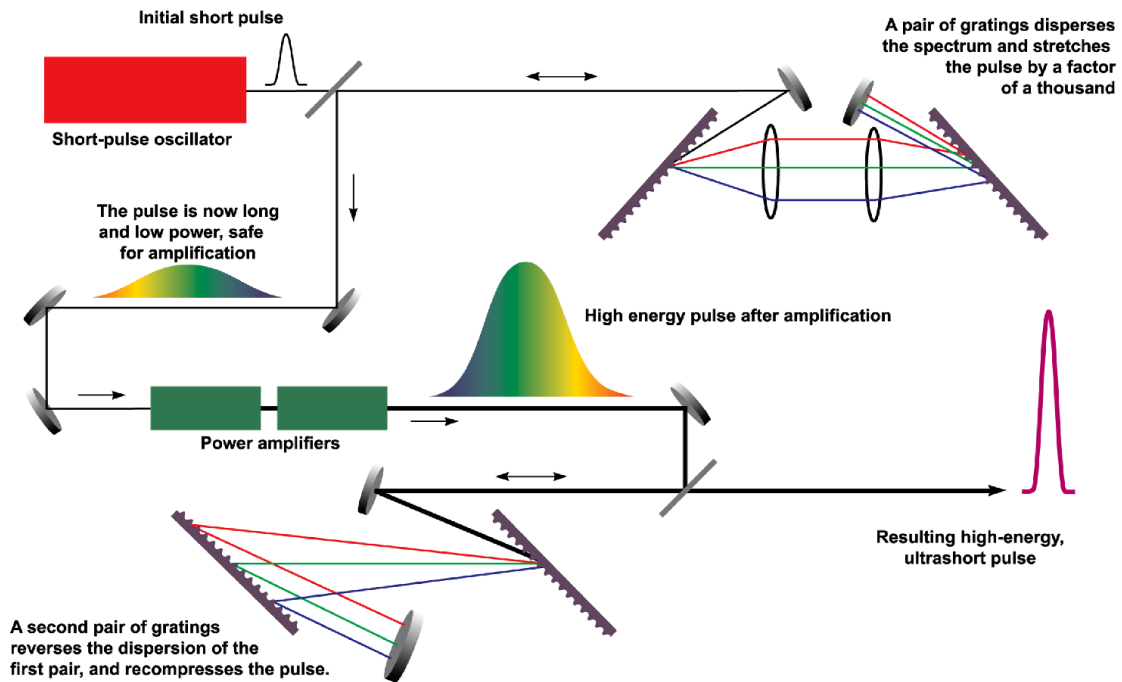 Initial short pulse
A pair of gratings disperses
the spectrum and stretches
the pulse by a factor
of a thousand
Short-pulse oscillator
The pulse is now long
and low power, safe
for amplification
High energy pulse after amplification
Power amplifiers
Resulting high-energy,
ultrashort pulse
A second pair of gratings
reverses the dispersion of the
first pair, and recompresses the pulse.